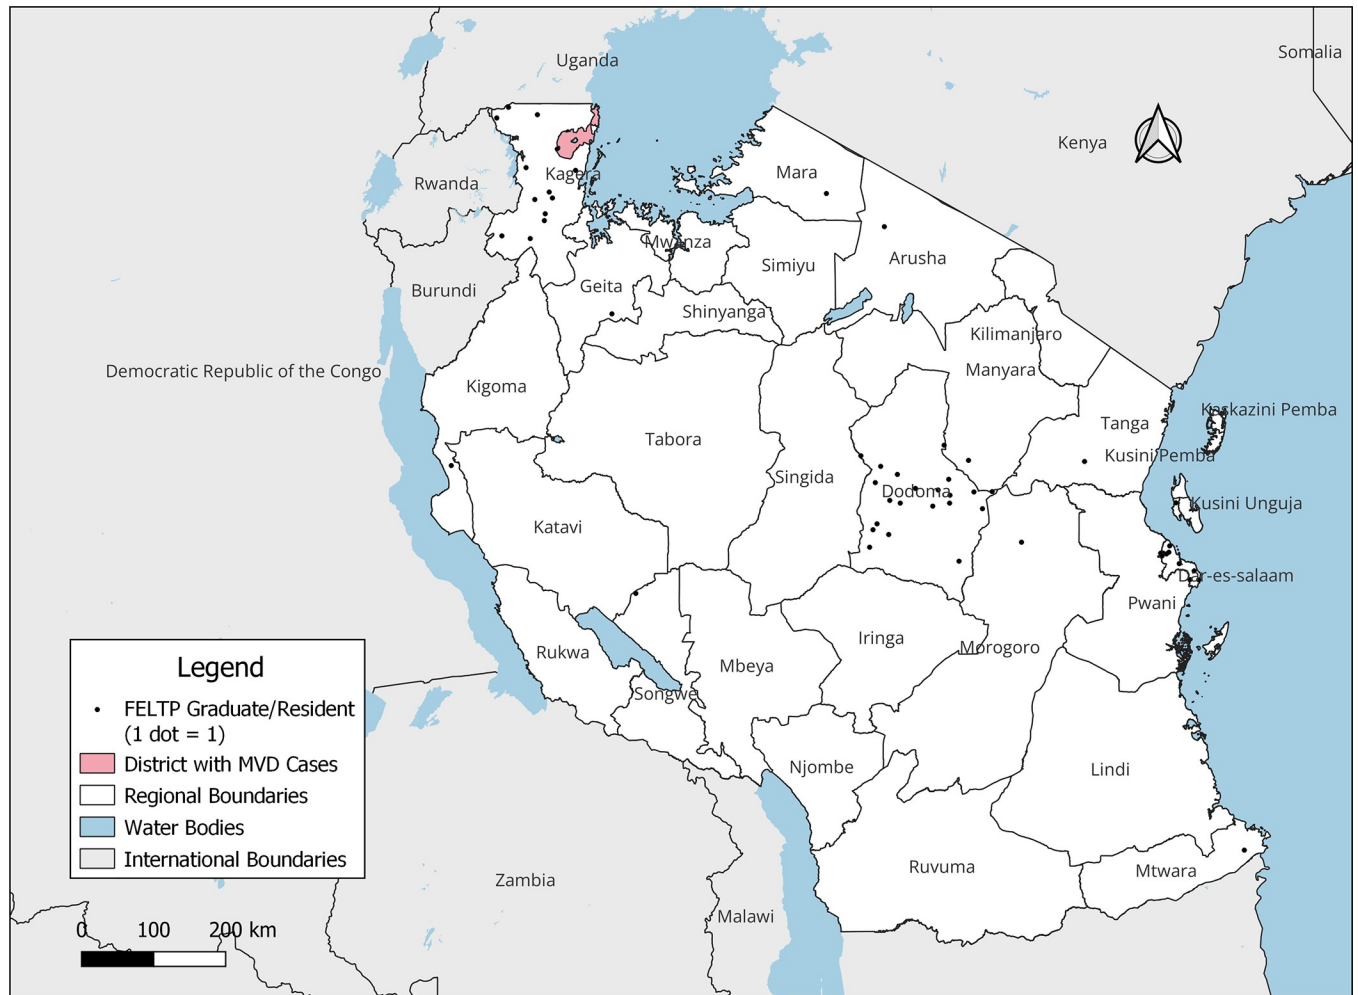 Uganda
Somalia
Kenya
Rwanda
Kagera
Mara
Mwanza
Simiyu
Arusha
Burundi
Geita
Shinyanga
Kilimanjaro
Democratic Republic of the Congo
Kigoma
Manyara
Tabora
Tanga
Kaskazini Pemba
Kusini Pemba
Singida
Dodoma
Kusini Unguja
Katavi
Dar-es-salaam
Pwani
Rukwa
Iringa
Morogoro
Mbeya
Songwe
Njombe
Lindi
Ruvuma
Mtwara
Zambia
Malawi
Legend
FELTP Graduate/Resident
(1 dot = 1)
District with MVD Cases
Regional Boundaries
Water Bodies
International Boundaries
0 100 200 km